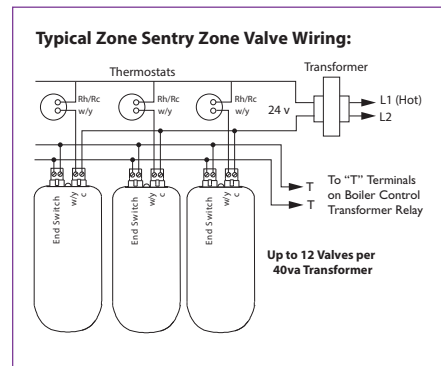 Typical Zone Sentry Zone Valve Wiring:
Thermostats
Transformer
Rh/Rc
w/y
Rh/Rc
w/y
Rh/Rc
w/y
24 v
L1 (Hot)
L2
End Switch
w/y
c
End Switch
w/y
c
End Switch
w/y
c
T
T
To “T” Terminals
on Boiler Control
Transformer Relay
Up to 12 Valves per
40va Transformer